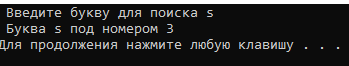 Введите букву для поиска s
Буква s под номером 3
Для продолжения нажмите любую клавишу . . .